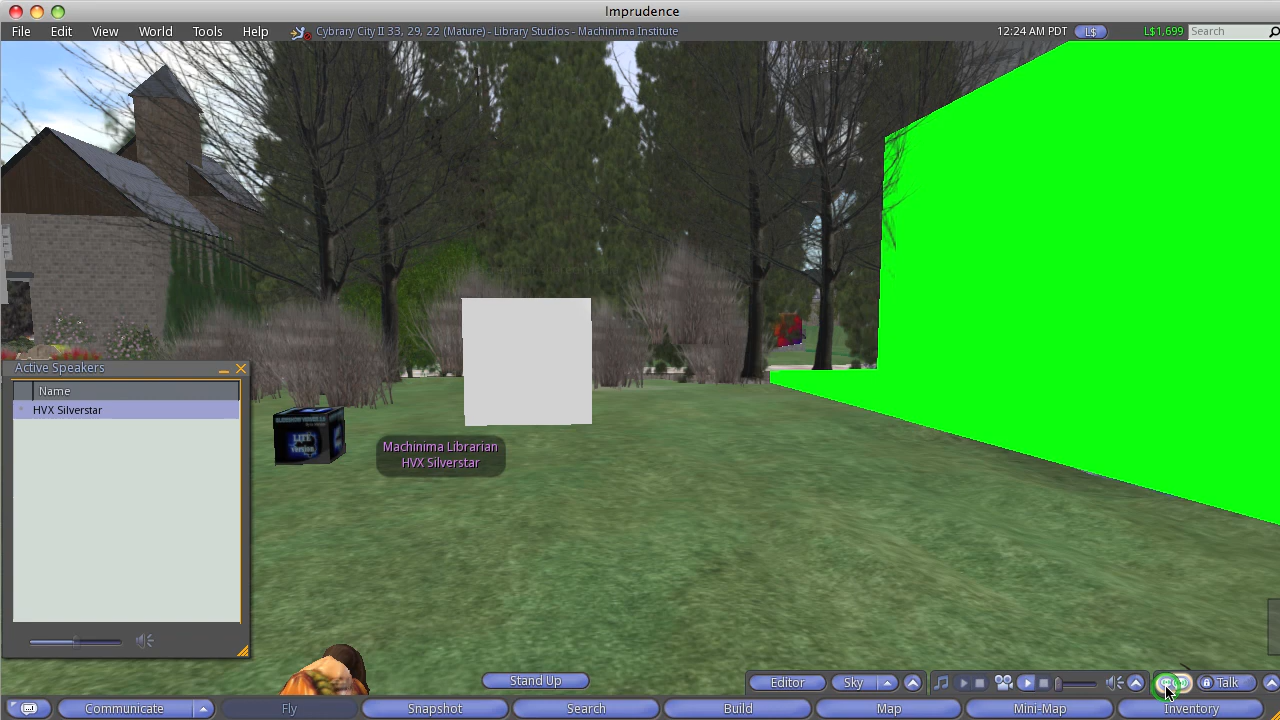 Imprudence
File Edit View World Tools Help Cybrary City II 33, 29, 22 (Mature) - Library Studios - Machinima Institute 12:24 AM PDT L$ L$1,699 Search
Active Speakers
Name
HVX Silverstar
LITE
Version
Machinima Librarian
HVX Silverstar
Stand Up
Editor Sky Talk
Communicate Fly Snapshot Search Build Map Mini-Map Inventory